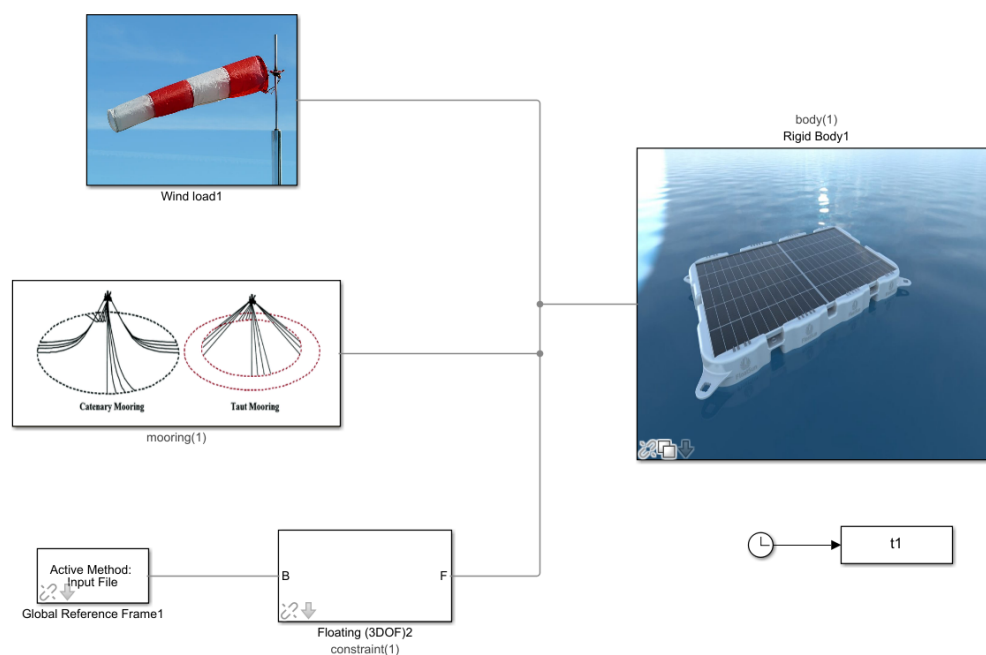 Wind load1
body(1)
Rigid Body1
Catenary Mooring
Taut Mooring
mooring(1)
Active Method:
Input File
Global Reference Frame1
B
F
Floating (3DOF)2
constraint(1)
t1